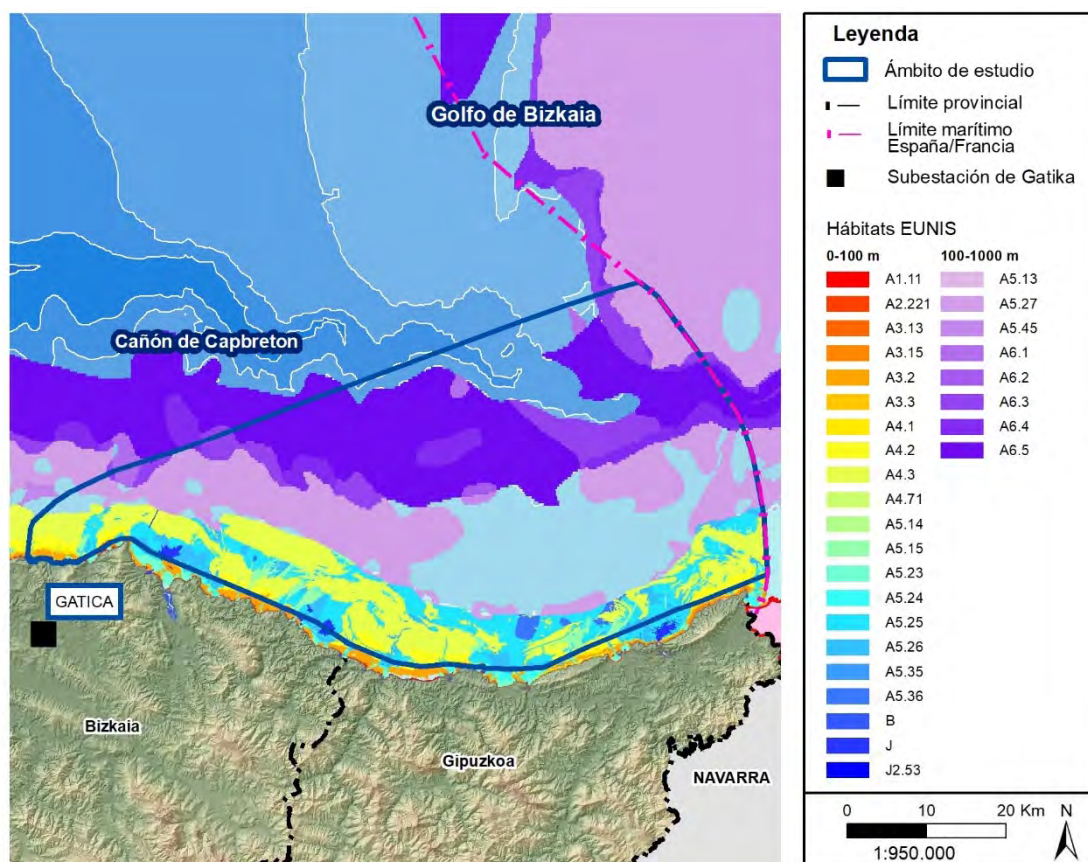 Golfo de Bizkaia
Cañón de Capbreton
GATICA
Bizkaia
Gipuzkoa
NAVARRA
Leyenda
Ámbito de estudio
Límite provincial
Límite marítimo
España/Francia
Subestación de Gatika
Hábitats EUNIS
0-100 m
A1.11
A2.221
A3.13
A3.15
A3.2
A3.3
A4.1
A4.2
A4.3
A4.71
A5.14
A5.15
A5.23
A5.24
A5.25
A5.26
A5.35
A5.36
B
J
J2.53
100-1000 m
A5.13
A5.27
A5.45
A6.1
A6.2
A6.3
A6.4
A6.5
0 10 20 Km
N
1:950.000